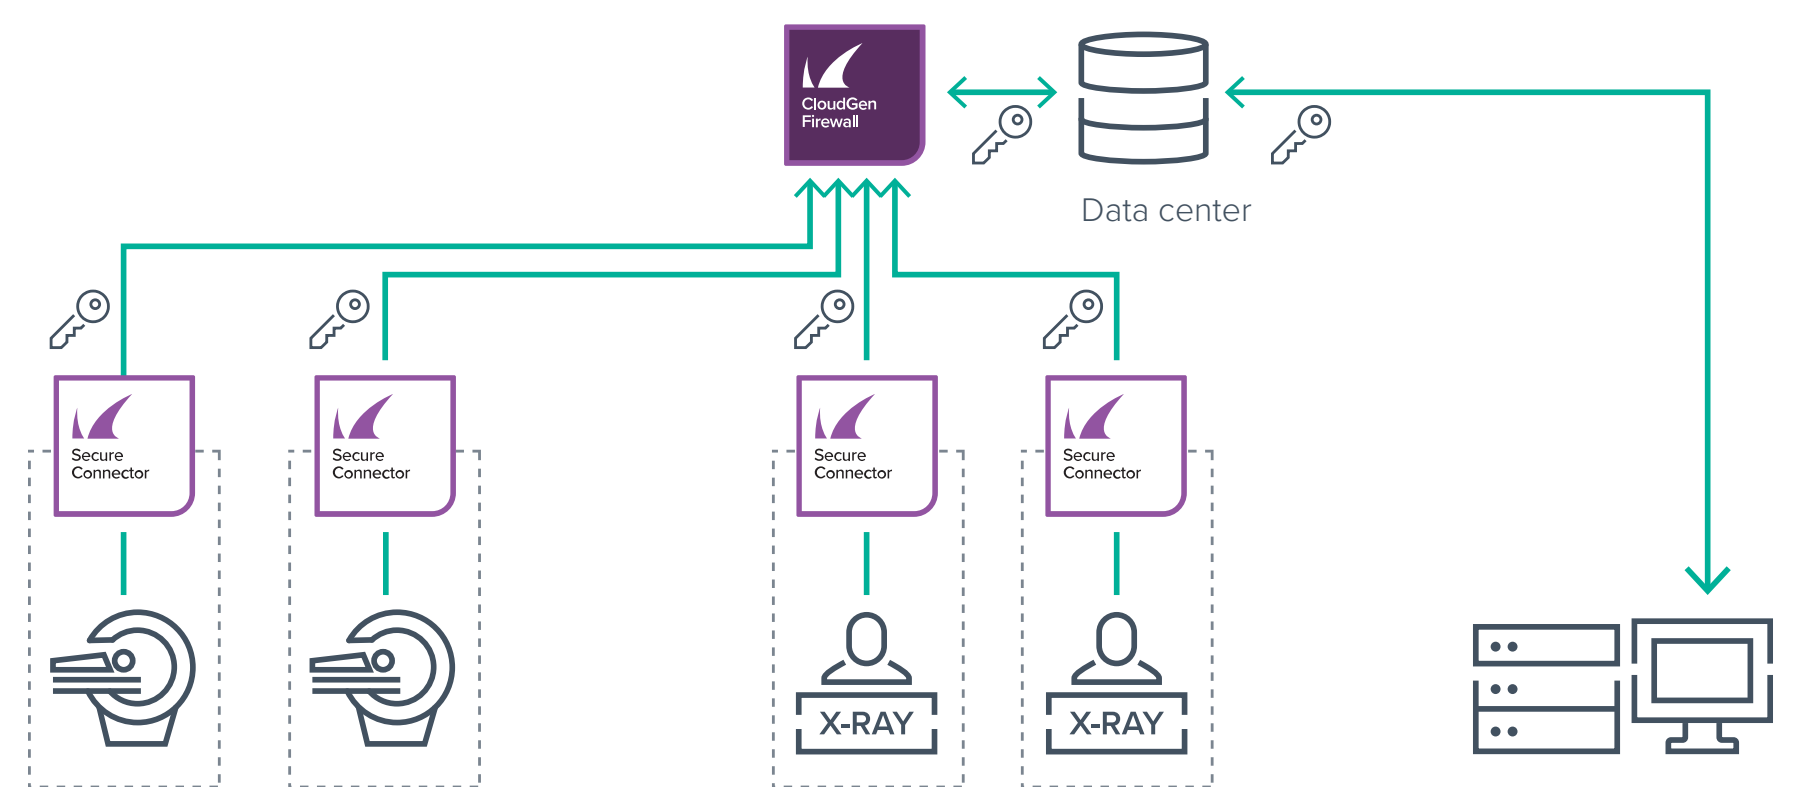 CloudGen
Firewall
Data center
Secure
Connector
Secure
Connector
Secure
Connector
Secure
Connector
X-RAY
X-RAY